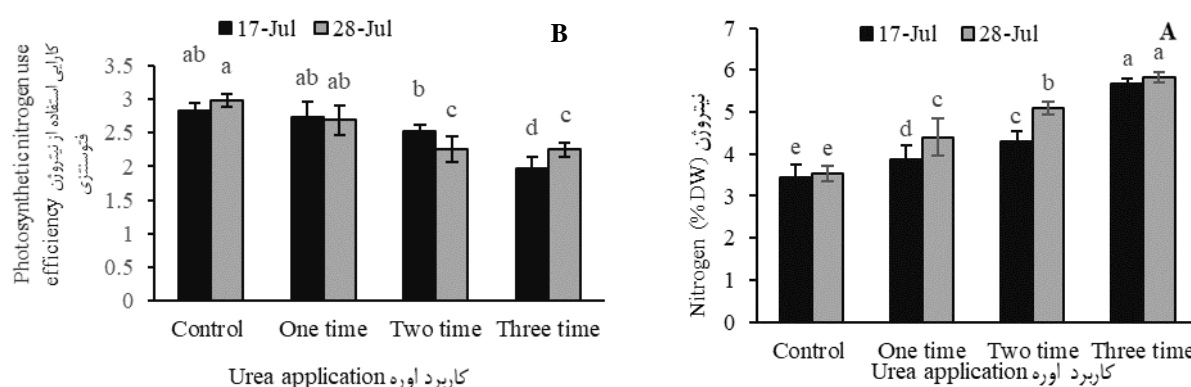 17-Jul 28-Jul
B
Photosynthetic nitrogen use
efficiency کارایی استفاده از نیتروژن
فتوسنتزی
3.5
3
2.5
2
1.5
1
0.5
0
ab a ab ab b c d c
Control One time Two time Three time
Urea application کاربرد اوره
17-Jul 28-Jul
A
Nitrogen (% DW) نیتروژن
7
6
5
4
3
2
1
0
e e d c c b a a
Control One time Two time Three time
Urea application کاربرد اوره